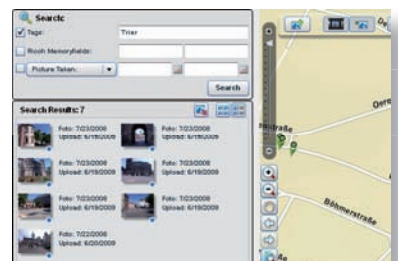 Search:
Tags: Trier
Rooh Memoryfields:
Picture Taken:
Search
Search Results: 7
Foto: 7/23/2008
Upload: 6/19/2009
Foto: 7/23/2008
Upload: 6/19/2009
Foto: 7/23/2008
Upload: 6/19/2009
Foto: 7/23/2008
Upload: 6/19/2009
Foto: 7/23/2008
Upload: 6/19/2009
Foto: 7/23/2008
Upload: 6/19/2009
Foto: 7/22/2008
Upload: 6/20/2009
Böhmerstraße